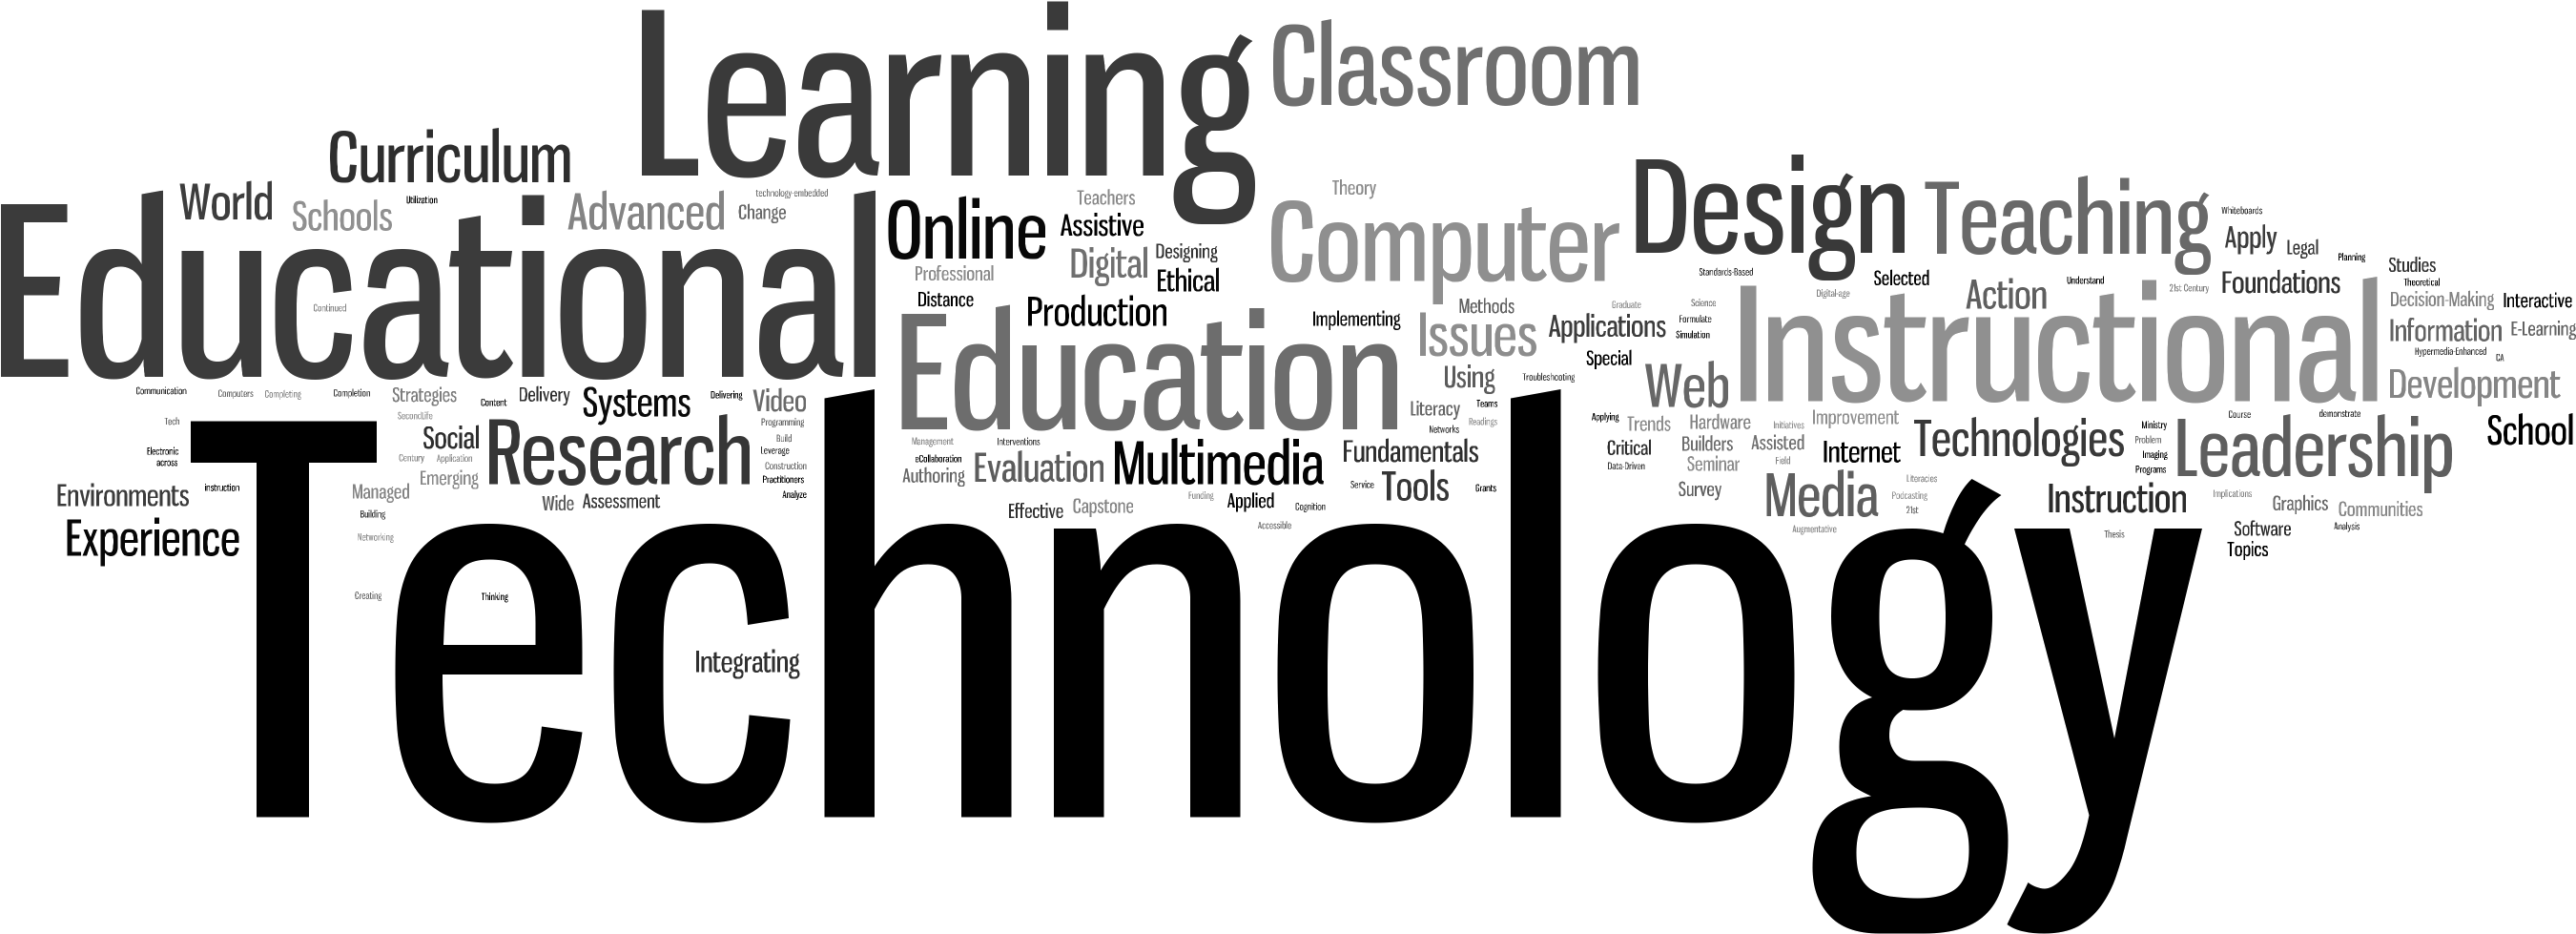 Learning
Classroom
Curriculum
World
Schools
Utilization
Advanced
technology-embedded
Change
Educational
Continued
Online
Teachers
Assistive
Digital
Designing
Ethical
Professional
Distance
Production
Theory
Computer
Design
Teaching
Whiteboards
Apply
Legal
Planning
Standards-Based
Selected
Digital-age
Action
Understand
21st Century
Foundations
Studies
Theoretical
Decision-Making
Interactive
Information
E-Learning
Hypermedia-Enhanced
CA
Development
Education
Implementing
Methods
Issues
Applications
Graduate
Science
Formulate
Simulation
Special
Using
Troubleshooting
Web
Instructional
Communication
Computers
Completing
Completion
Strategies
Content
Delivery
Systems
Delivering
Video
Tech
SecondLife
Social
Research
Programming
Build
Leverage
Electronic
across
Century
Application
Emerging
Construction
Practitioners
Analyze
Environments
instruction
Managed
Building
Wide
Assessment
Experience
Networking
Creating
Thinking
Integrating
Management
Interventions
eCollaboration
Authoring
Evaluation
Multimedia
Effective
Capstone
Funding
Applied
Cognition
Accessible
Fundamentals
Service
Tools
Grants
Literacy
Teams
Networks
Readings
Applying
Trends
Hardware
Initiatives
Improvement
Critical
Builders
Assisted
Data-Driven
Seminar
Field
Survey
Internet
Technologies
Media
Literacies
Podcasting
21st
Augmentative
Ministry
Problem
Imaging
Programs
Course
demonstrate
Leadership
School
Instruction
Implications
Graphics
Communities
Thesis
Software
Analysis
Topics
Technology